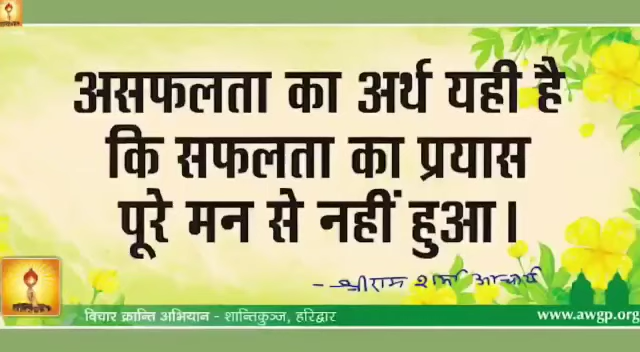 असफलता का अर्थ यही है
कि सफलता का प्रयास
पूरे मन से नहीं हुआ।
- श्रीराम शर्मा आचार्य
विचार क्रान्ति अभियान - शान्तिकुञ्ज, हरिद्वार
www.awgp.org